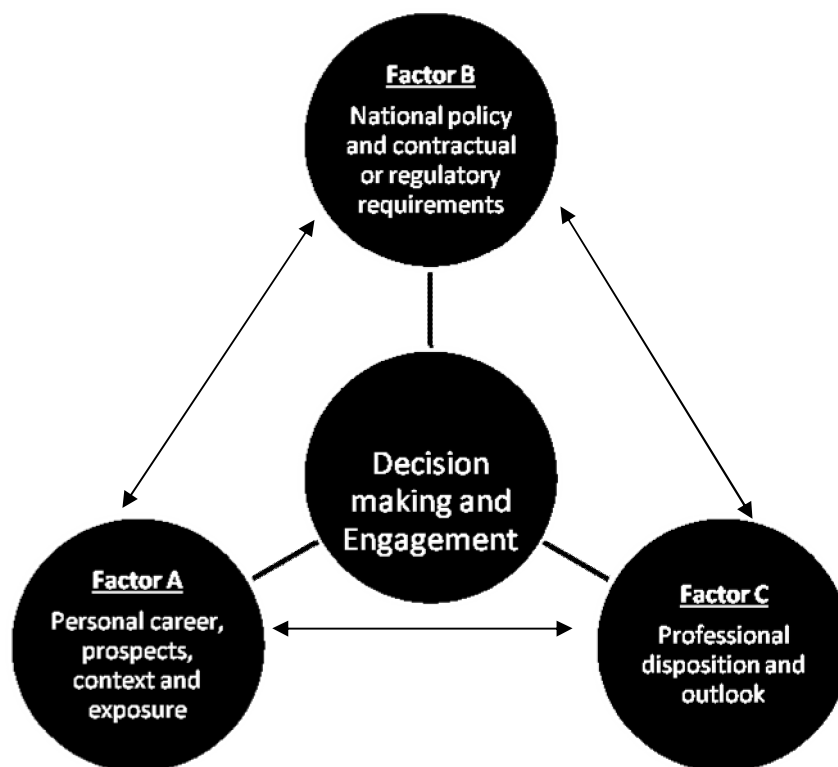 Factor B
National policy
and contractual
or regulatory
requirements
Decision
making and
Engagement
Factor A
Personal career,
prospects,
context and
exposure
Factor C
Professional
disposition and
outlook